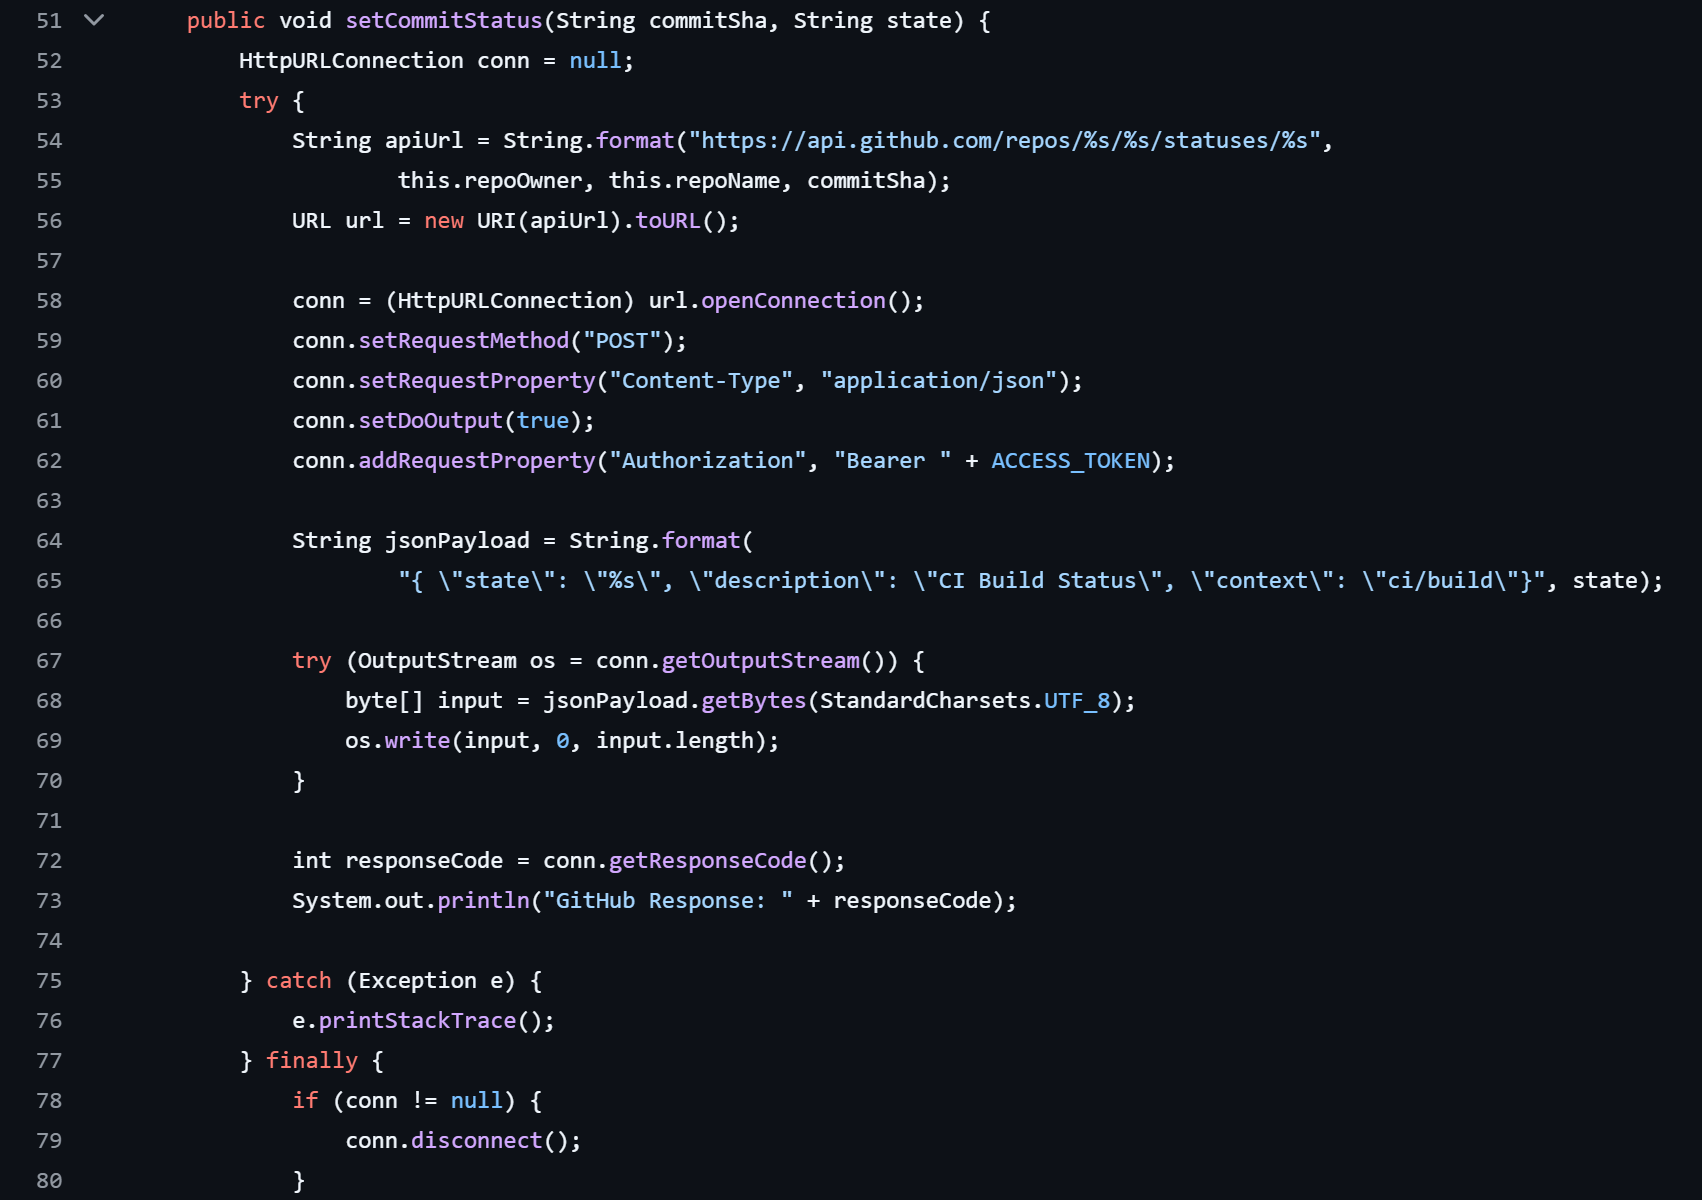 51 public void setCommitStatus(String commitSha, String state) {
52 HttpURLConnection conn = null;
53 try {
54 String apiUrl = String.format("https://api.github.com/repos/%s/%s/statuses/%s",
55 this.repoOwner, this.repoName, commitSha);
56 URL url = new URI(apiUrl).toURL();
57
58 conn = (HttpURLConnection) url.openConnection();
59 conn.setRequestMethod("POST");
60 conn.setRequestProperty("Content-Type", "application/json");
61 conn.setDoOutput(true);
62 conn.addRequestProperty("Authorization", "Bearer " + ACCESS_TOKEN);
63
64 String jsonPayload = String.format(
65 "{ \"state\": \"%s\", \"description\": \"CI Build Status\", \"context\": \"ci/build\"}", state);
66
67 try (OutputStream os = conn.getOutputStream()) {
68 byte[] input = jsonPayload.getBytes(StandardCharsets.UTF_8);
69 os.write(input, 0, input.length);
70 }
71
72 int responseCode = conn.getResponseCode();
73 System.out.println("GitHub Response: " + responseCode);
74
75 } catch (Exception e) {
76 e.printStackTrace();
77 } finally {
78 if (conn != null) {
79 conn.disconnect();
80 }